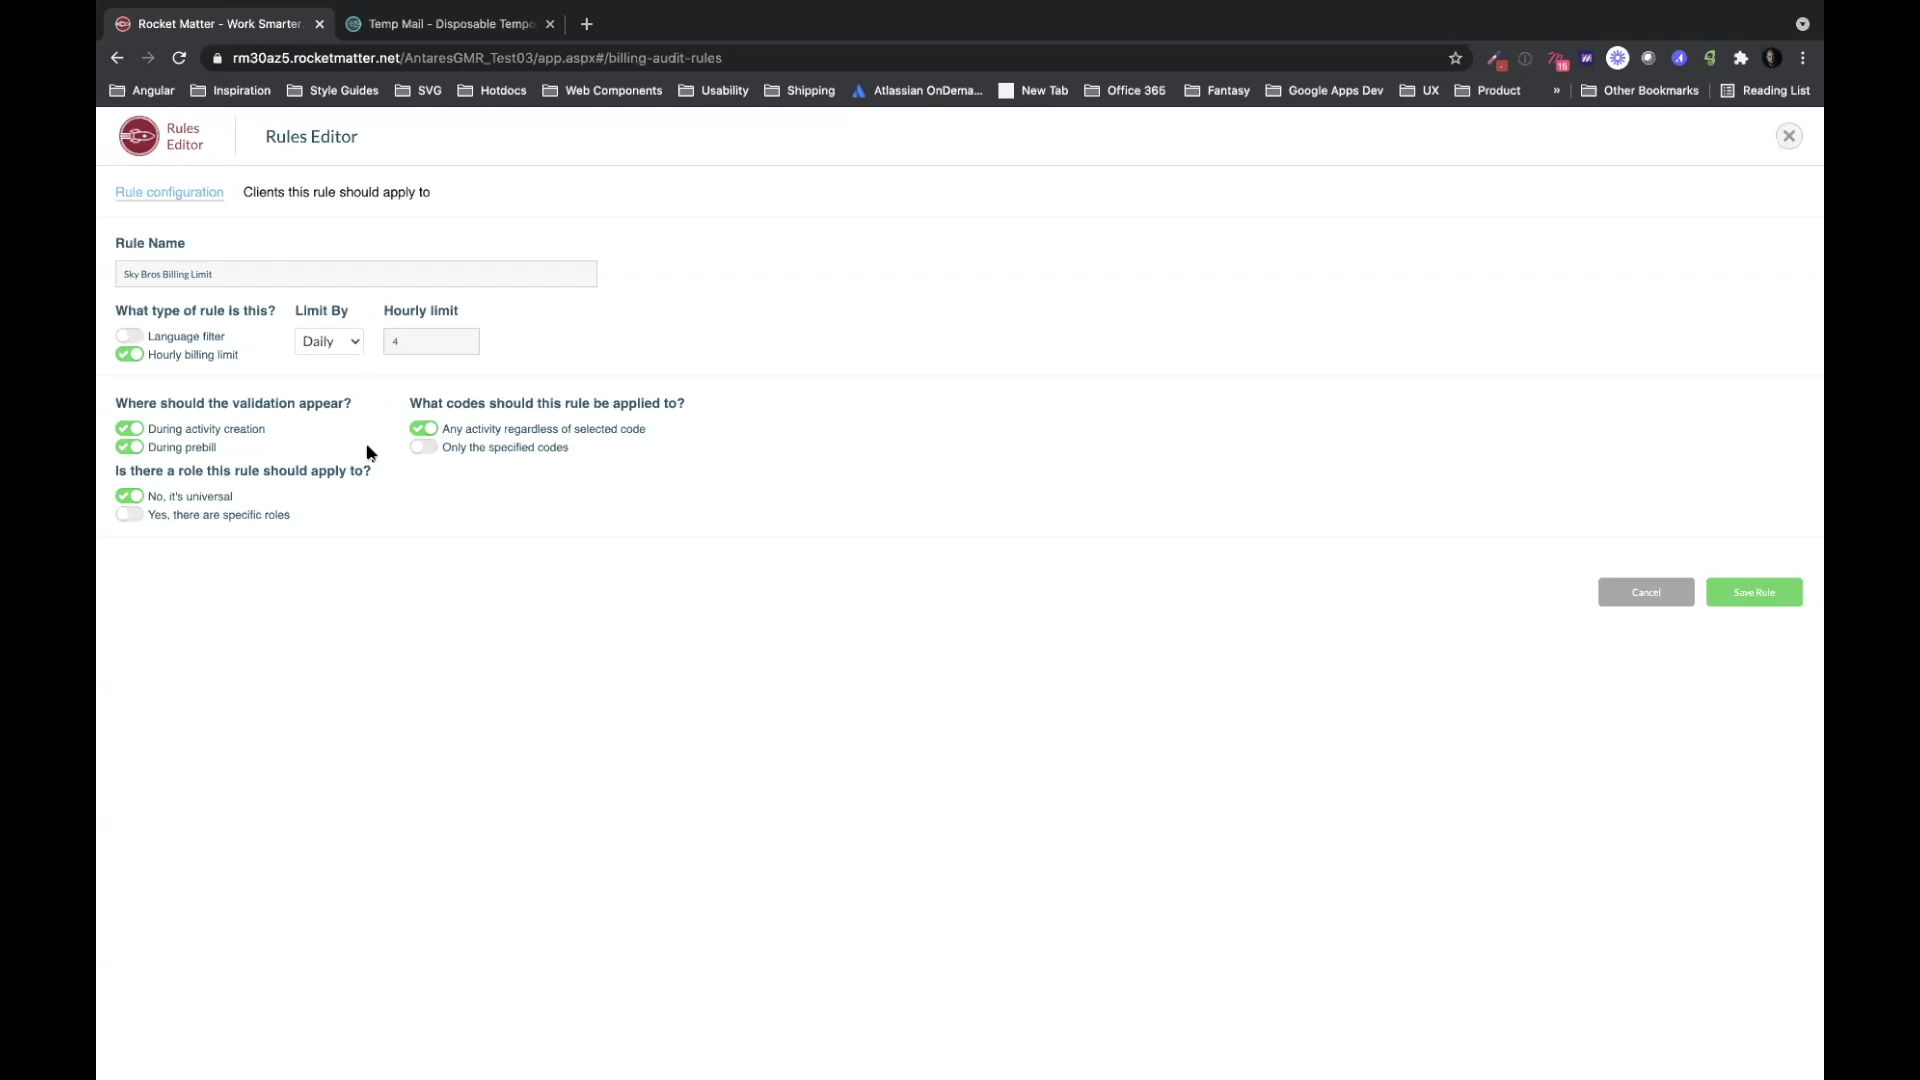 Rocket Matter - Work Smarter.
Temp Mail - Disposable Tempo
rm30az5.rocketmatter.net/AntaresGMR_Test03/app.aspx#/billing-audit-rules
15
Angular
Inspiration
Style Guides
SVG
Hotdocs
Web Components
Usability
Shipping
Atlassian OnDema...
New Tab
Office 365
Fantasy
Google Apps Dev
UX
Product
»
Other Bookmarks
Reading List
Rules
Editor
Rules Editor
Rule configuration
Clients this rule should apply to
Rule Name
Sky Bros Billing Limit
What type of rule is this?
Limit By
Hourly limit
Language filter
Hourly billing limit
Daily
4
Where should the validation appear?
What codes should this rule be applied to?
During activity creation
Any activity regardless of selected code
During prebill
Only the specified codes
Is there a role this rule should apply to?
No, it's universal
Yes, there are specific roles
Cancel
Save Rule